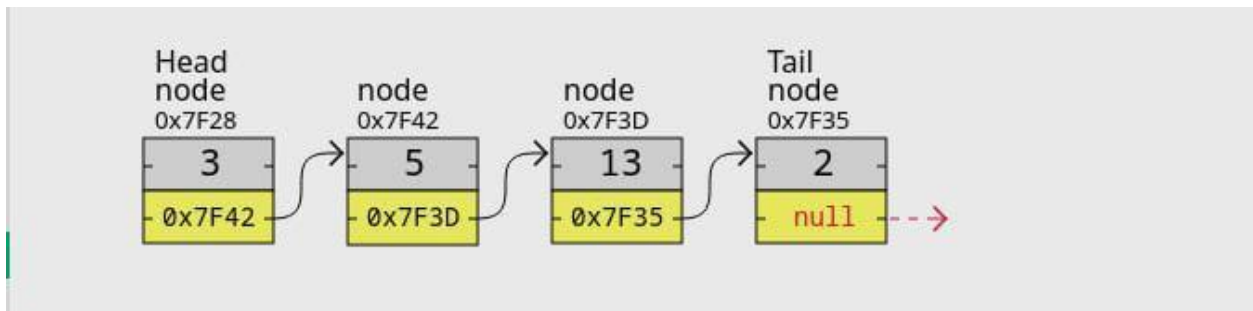 Head
node
0x7F28
3
0x7F42
node
0x7F42
5
0x7F3D
node
0x7F3D
13
0x7F35
Tail
node
0x7F35
2
null